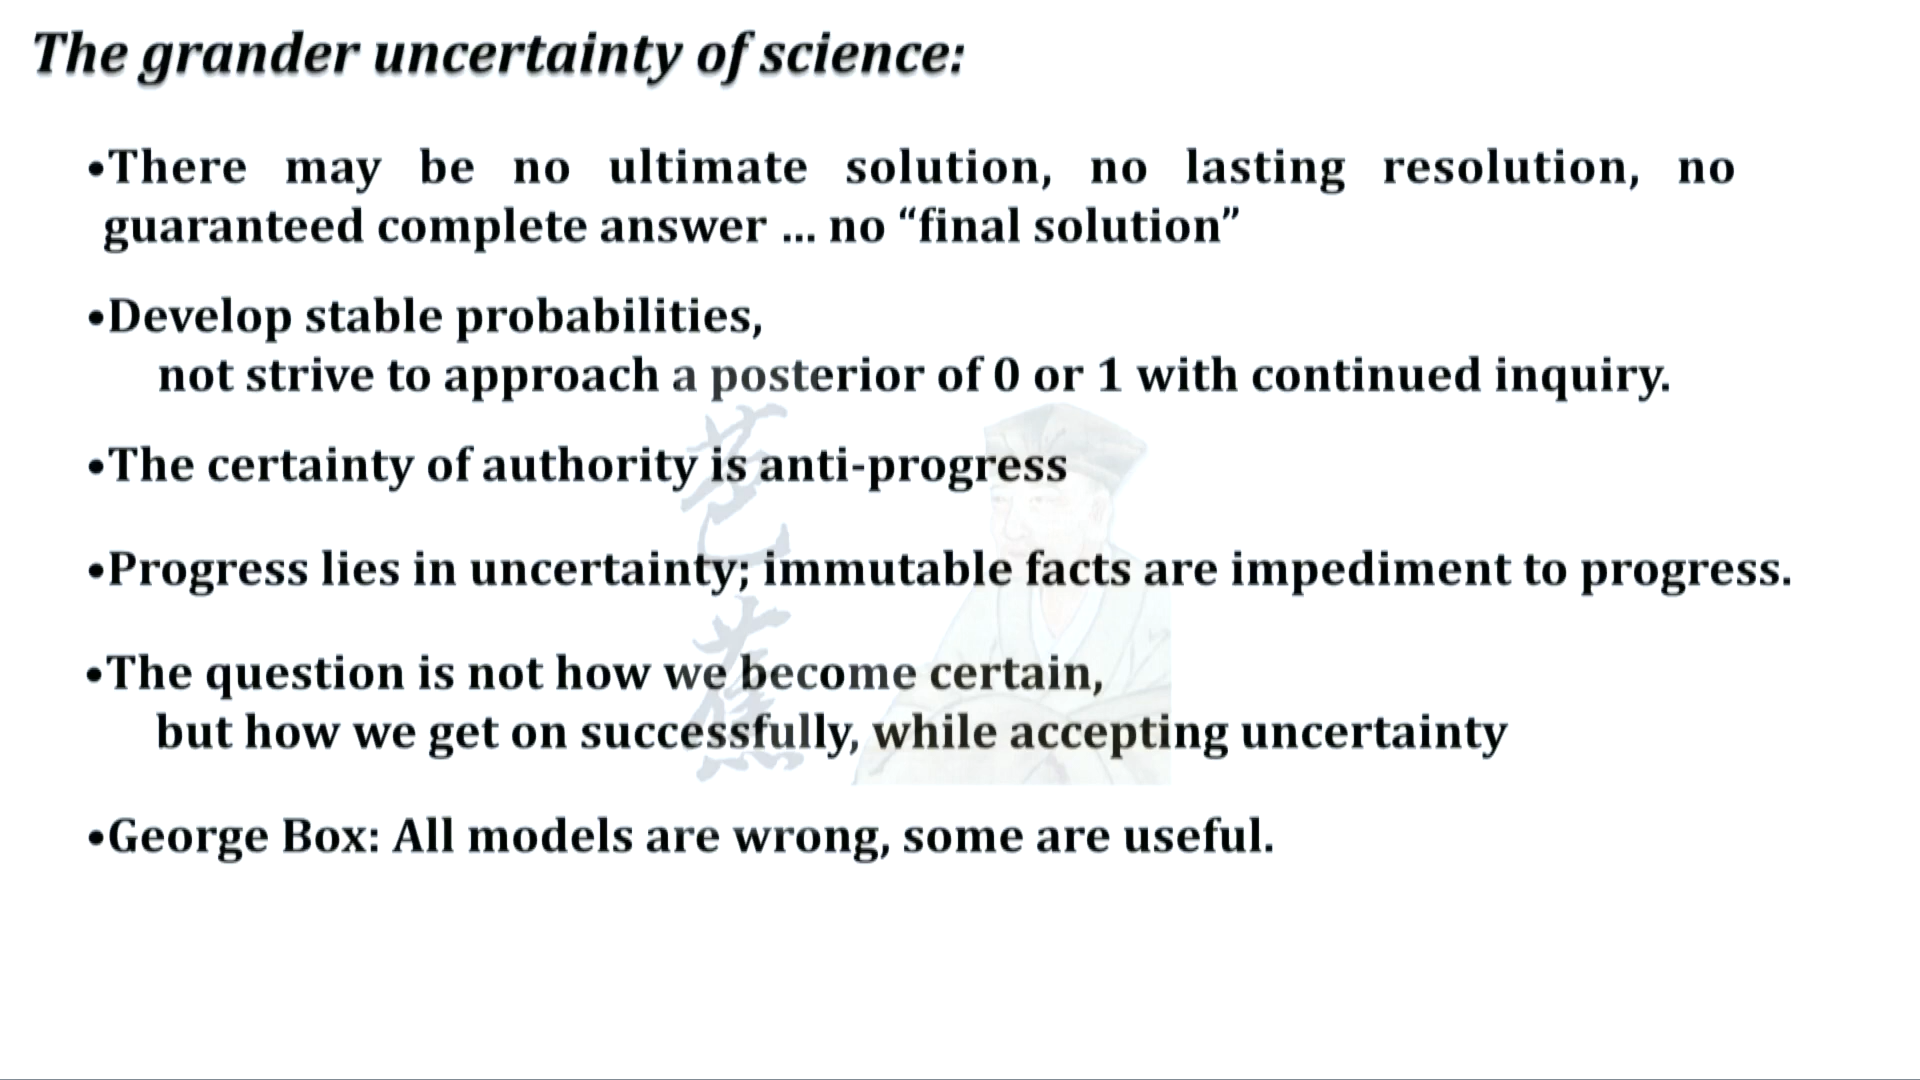 The grander uncertainty of science:
•There may be no ultimate solution, no lasting resolution, no
guaranteed complete answer ... no “final solution”
•Develop stable probabilities,
not strive to approach a posterior of 0 or 1 with continued inquiry.
•The certainty of authority is anti-progress
•Progress lies in uncertainty; immutable facts are impediment to progress.
•The question is not how we become certain,
but how we get on successfully, while accepting uncertainty
•George Box: All models are wrong, some are useful.
芭蕉